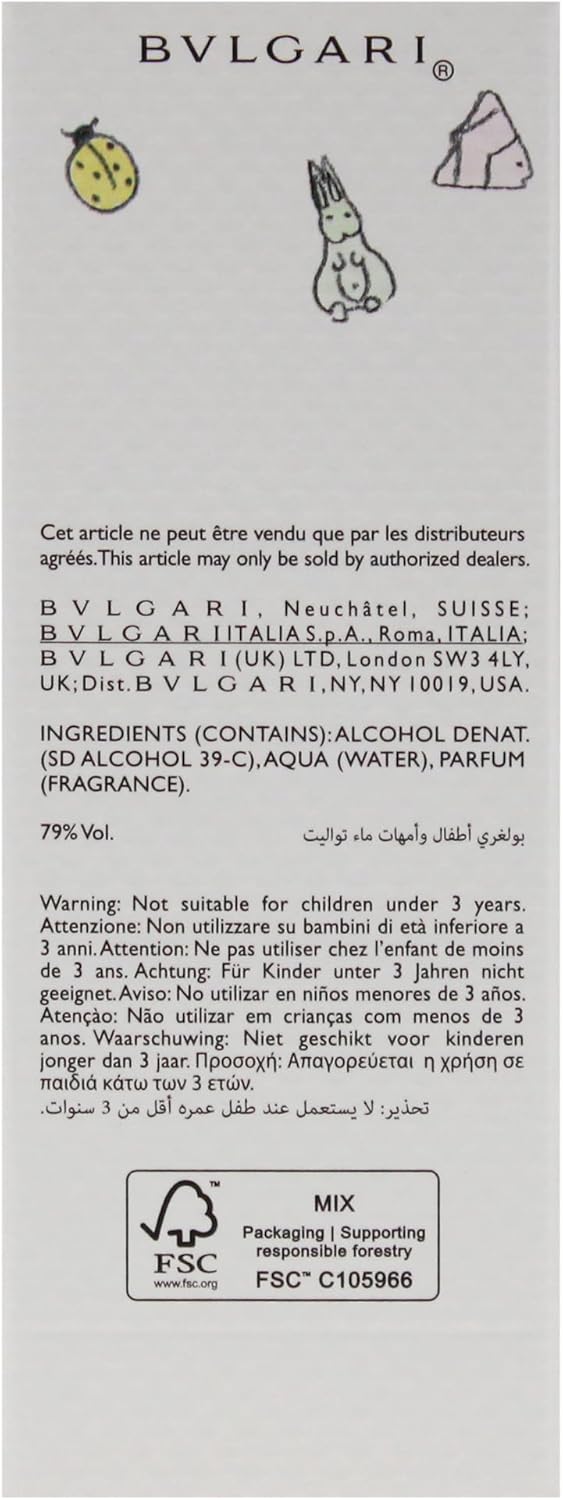 BVLGARI®
Cet article ne peut être vendu que par les distributeurs
agréés.This article may only be sold by authorized dealers.
BVLGARI, Neuchâtel, SUISSE;
BVLGARI ITALIA S.p.A., Roma, ITALIA;
BVLGARI (UK) LTD, London SW3 4LY,
UK; Dist. BVLGARI, NY, NY 10019, USA.
INGREDIENTS (CONTAINS): ALCOHOL DENAT.
(SD ALCOHOL 39-C), AQUA (WATER), PARFUM
(FRAGRANCE).
79% Vol.
بولغري أطفال وأمهات ماء تواليت
Warning: Not suitable for children under 3 years.
Attenzione: Non utilizzare su bambini di età inferiore a
3 anni. Attention: Ne pas utiliser chez l'enfant de moins
de 3 ans. Achtung: Für Kinder unter 3 Jahren nicht
geeignet. Aviso: No utilizar en niños menores de 3 años.
Atençào: Não utilizar em crianças com menos de 3
anos. Waarschuwing: Niet geschikt voor kinderen
jonger dan 3 jaar. Προσοχή: Απαγορεύεται η χρήση σε
παιδιά κάτω των 3 ετών.
تحذير: لا يستعمل عند طفل عمره أقل من 3 سنوات.
TM
MIX
Packaging | Supporting
responsible forestry
FSC
www.fsc.org
FSC™ C105966